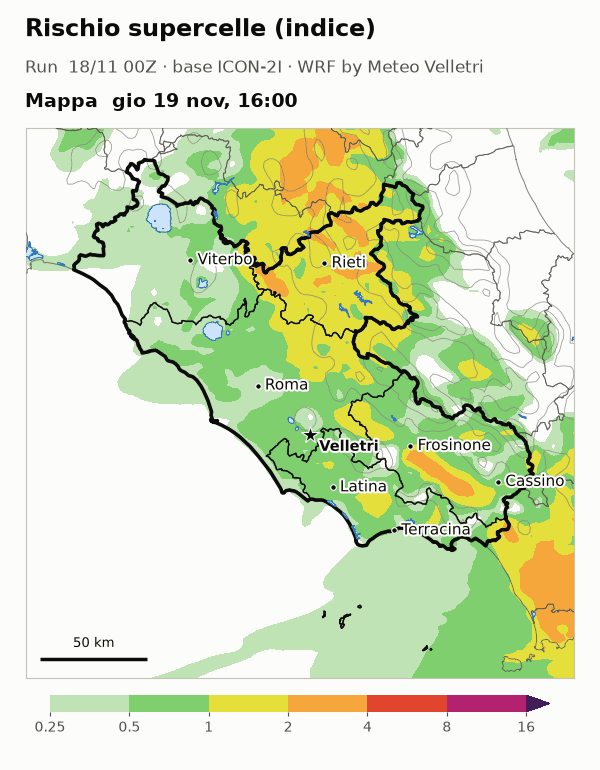 Rischio supercelle (indice)
Run  18/11 00Z · base ICON-2I · WRF by Meteo Velletri
Mappa  gio 19 nov, 16:00
Viterbo
Rieti
Roma
Velletri
Frosinone
Cassino
Latina
Terracina
50 km
0.25 0.5 1 2 4 8 16